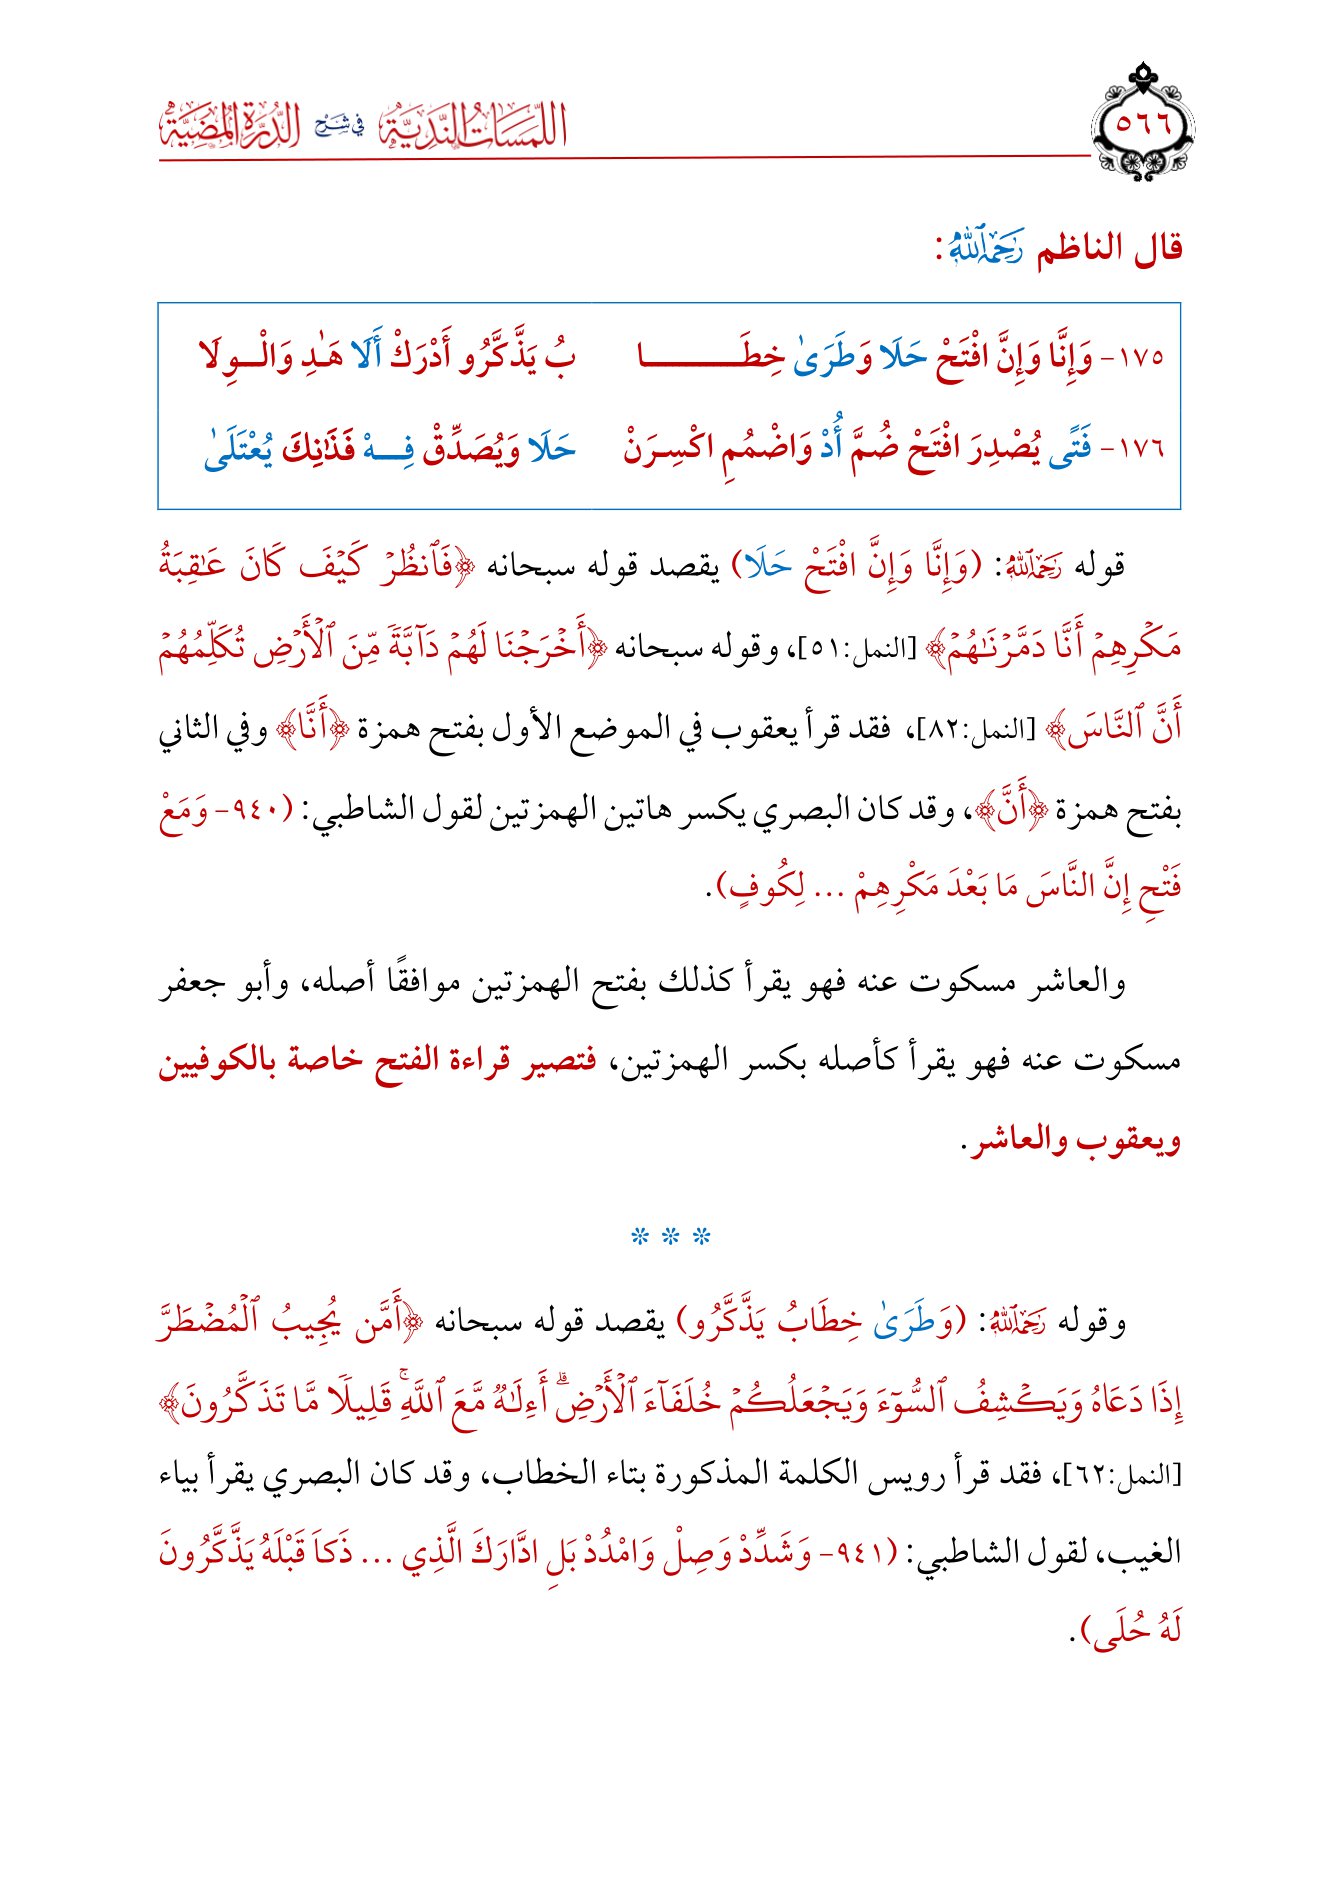 ٥٦٦
اللمسات الندية في شرح الدرة المضية
قال الناظم رَحِمَهُ ٱللَّهُ:
١٧٥- وَإِنَّا وَإِنَّ افْتَحْ حَلَا وَطَرَىٰ خِطَـــــــــا بُ يَذَّكَّرُو أَدْرَكْ أَلَا هَـٰدِ وَالْــوِلَا
١٧٦- فَتًى يُصْدِرَ افْتَحْ ضُمَّ أُدْ وَاضْمُمِ اكْسِرَنْ حَلَا وَيُصَدِّقْ فِـــهْ فَذَٰنِكَ يُعْتَلَىٰ
قوله رَحِمَهُ ٱللَّهُ: (وَإِنَّا وَإِنَّ افْتَحْ حَلَا) يقصد قوله سبحانه ﴿فَٱنظُرۡ كَيۡفَ كَانَ عَـٰقِبَةُ
مَكۡرِهِمۡ أَنَّا دَمَّرۡنَـٰهُمۡ﴾ [النمل:٥١]، وقوله سبحانه ﴿أَخۡرَجۡنَا لَهُمۡ دَآبَّةٗ مِّنَ ٱلۡأَرۡضِ تُكَلِّمُهُمۡ
أَنَّ ٱلنَّاسَ﴾ [النمل:٨٢]، فقد قرأ يعقوب في الموضع الأول بفتح همزة ﴿أَنَّا﴾ وفي الثاني
بفتح همزة ﴿أَنَّ﴾، وقد كان البصري يكسر هاتين الهمزتين لقول الشاطبي: (٩٤٠- وَمَعْ
فَتْحِ إِنَّ النَّاسَ مَا بَعْدَ مَكْرِهِمْ ... لِكُوفٍ).
والعاشر مسكوت عنه فهو يقرأ كذلك بفتح الهمزتين موافقًا أصله، وأبو جعفر
مسكوت عنه فهو يقرأ كأصله بكسر الهمزتين، فتصير قراءة الفتح خاصة بالكوفيين
ويعقوب والعاشر.
* * *
وقوله رَحِمَهُ ٱللَّهُ: (وَطَرَىٰ خِطَابُ يَذَّكَّرُو) يقصد قوله سبحانه ﴿أَمَّن يُجِيبُ ٱلۡمُضۡطَرَّ
إِذَا دَعَاهُ وَيَكۡشِفُ ٱلسُّوٓءَ وَيَجۡعَلُكُمۡ خُلَفَآءَ ٱلۡأَرۡضِۗ أَءِلَـٰهٞ مَّعَ ٱللَّهِۚ قَلِيلٗا مَّا تَذَكَّرُونَ﴾
[النمل:٦٢]، فقد قرأ رويس الكلمة المذكورة بتاء الخطاب، وقد كان البصري يقرأ بياء
الغيب، لقول الشاطبي: (٩٤١- وَشَدِّدْ وَصِلْ وَامْدُدْ بَلِ ادَّارَكَ الَّذِي ... ذَكَا قَبْلَهُ يَذَّكَّرُونَ
لَهُ حُلَى).